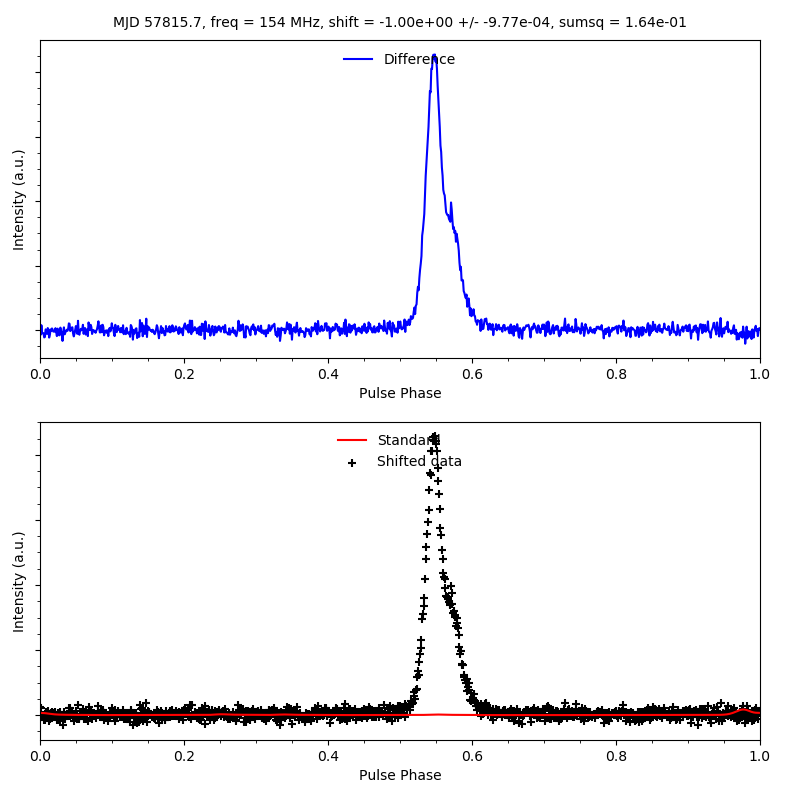 MJD 57815.7, freq = 154 MHz, shift = -1.00e+00 +/- -9.77e-04, sumsq = 1.64e-01
Difference
Intensity (a.u.)
0.0 0.2 0.4 0.6 0.8 1.0
Pulse Phase
Standard
Shifted data
Intensity (a.u.)
0.0 0.2 0.4 0.6 0.8 1.0
Pulse Phase